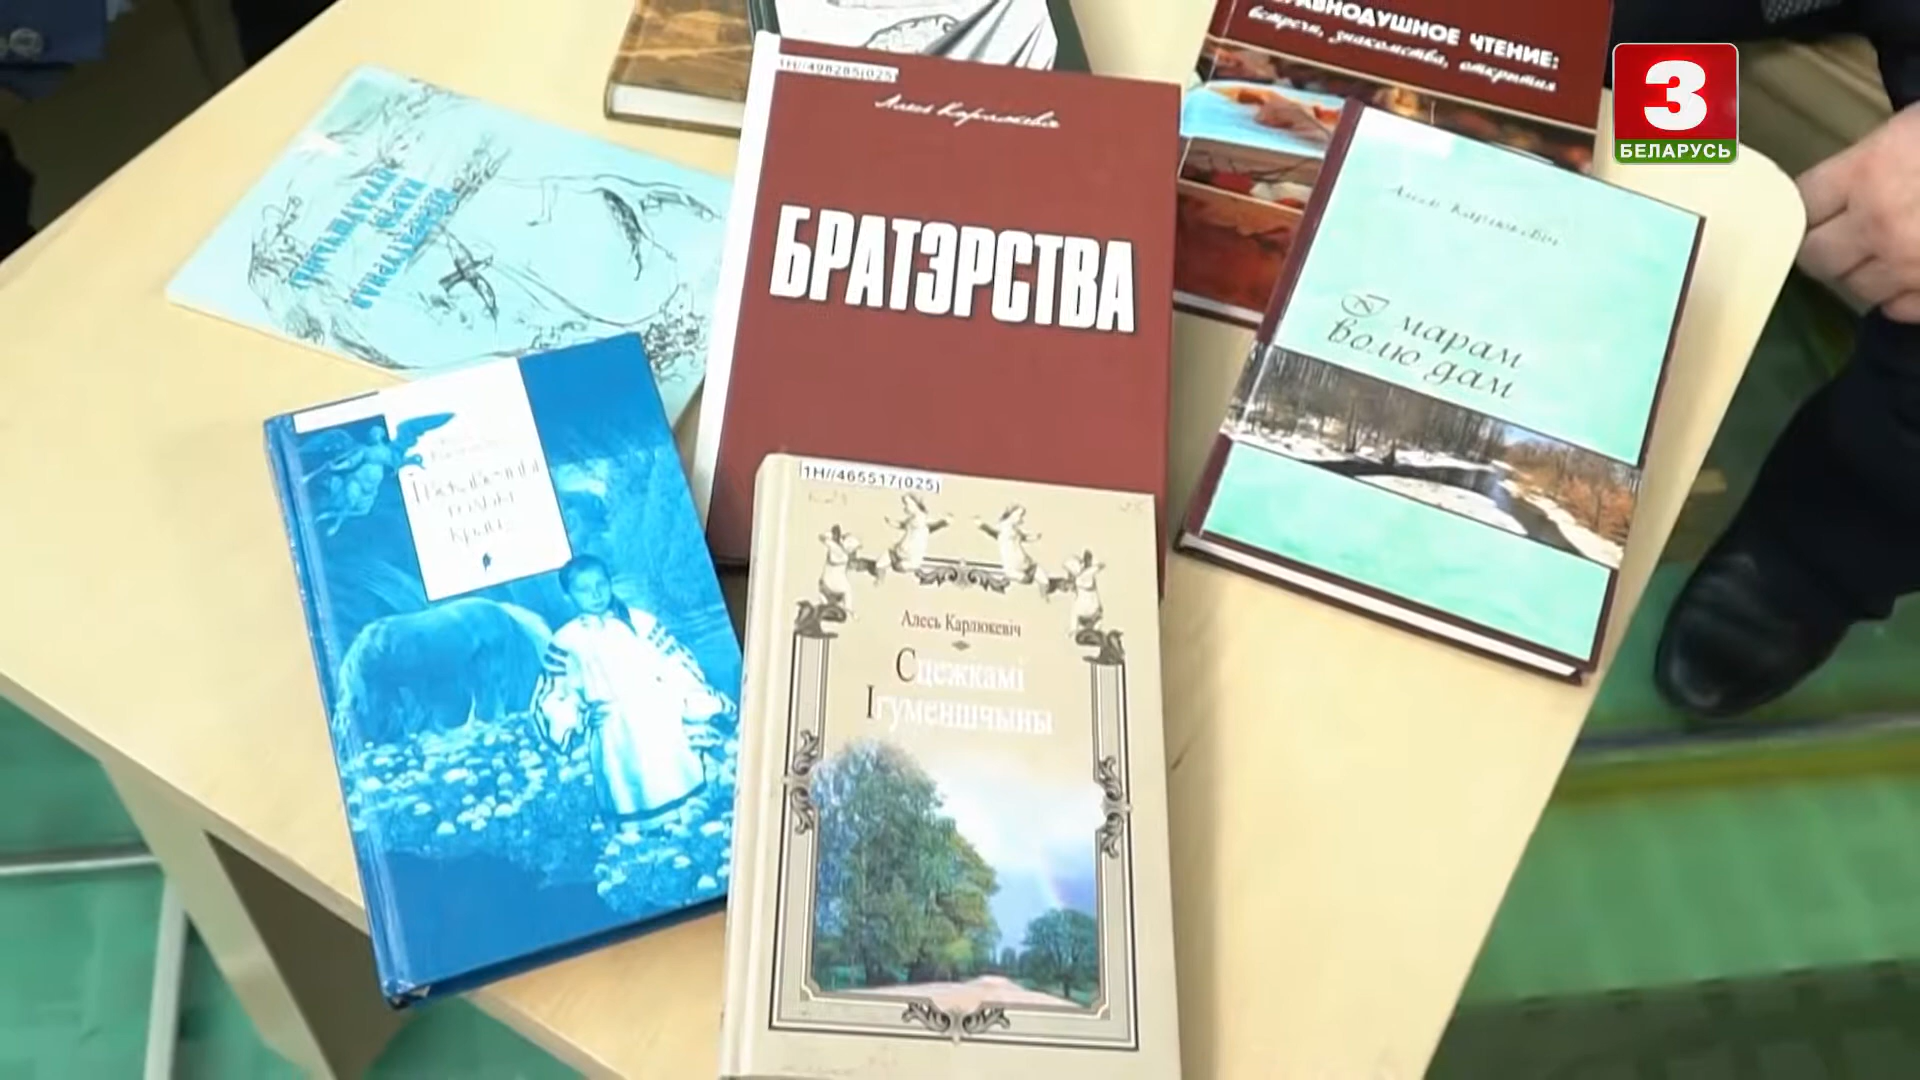 РАВНОДУШНОЕ ЧТЕНИЕ:
встречи, знакомства, открытия
3
БЕЛАРУСЬ
1Н//498285(025)
Алесь Карлюкевіч
БРАТЭРСТВА
Алесь Карлюкевіч
І марам
волю дам
1Н//465517(025)
Алесь Карлюкевіч
Сцежкамі
Ігуменшчыны